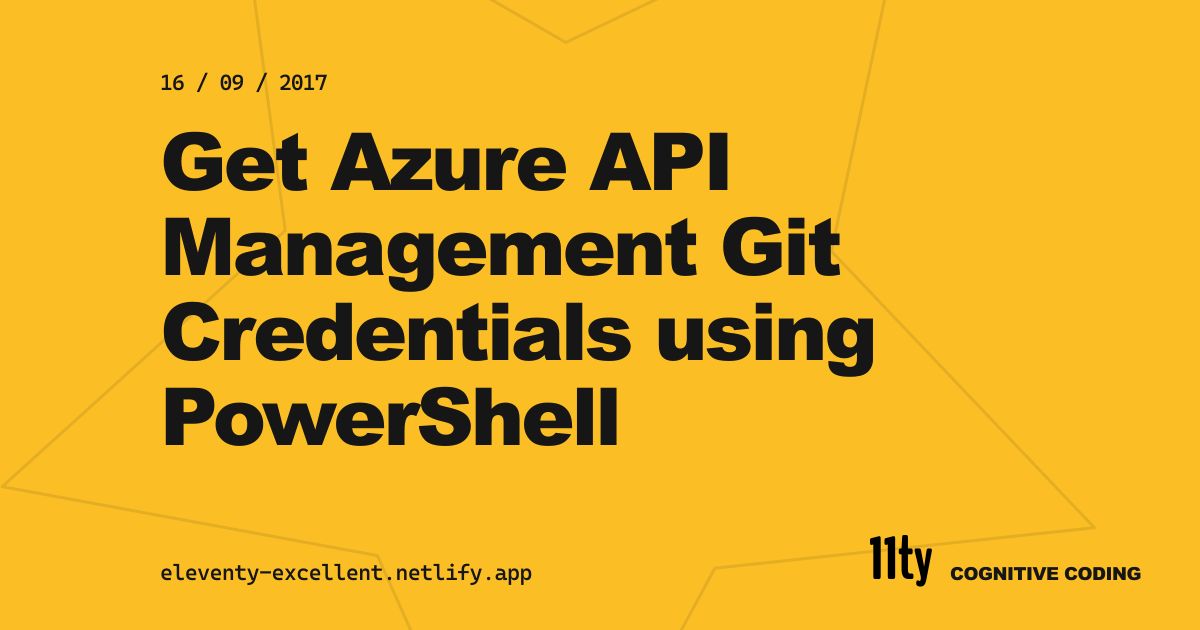 16 / 09 / 2017
Get Azure API
Management Git
Credentials using
PowerShell
eleventy-excellent.netlify.app
11ty COGNITIVE CODING